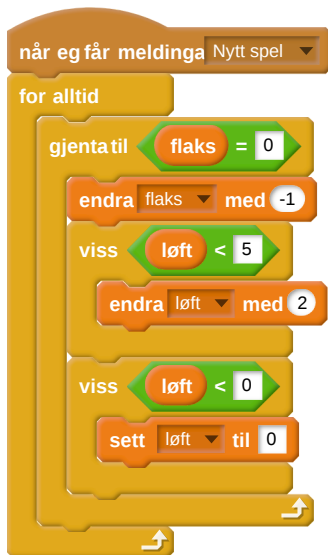 når eg får meldinga Nytt spel
for alltid
gjenta til flaks = 0
endra flaks med -1
viss løft < 5
endra løft med 2
viss løft < 0
sett løft til 0